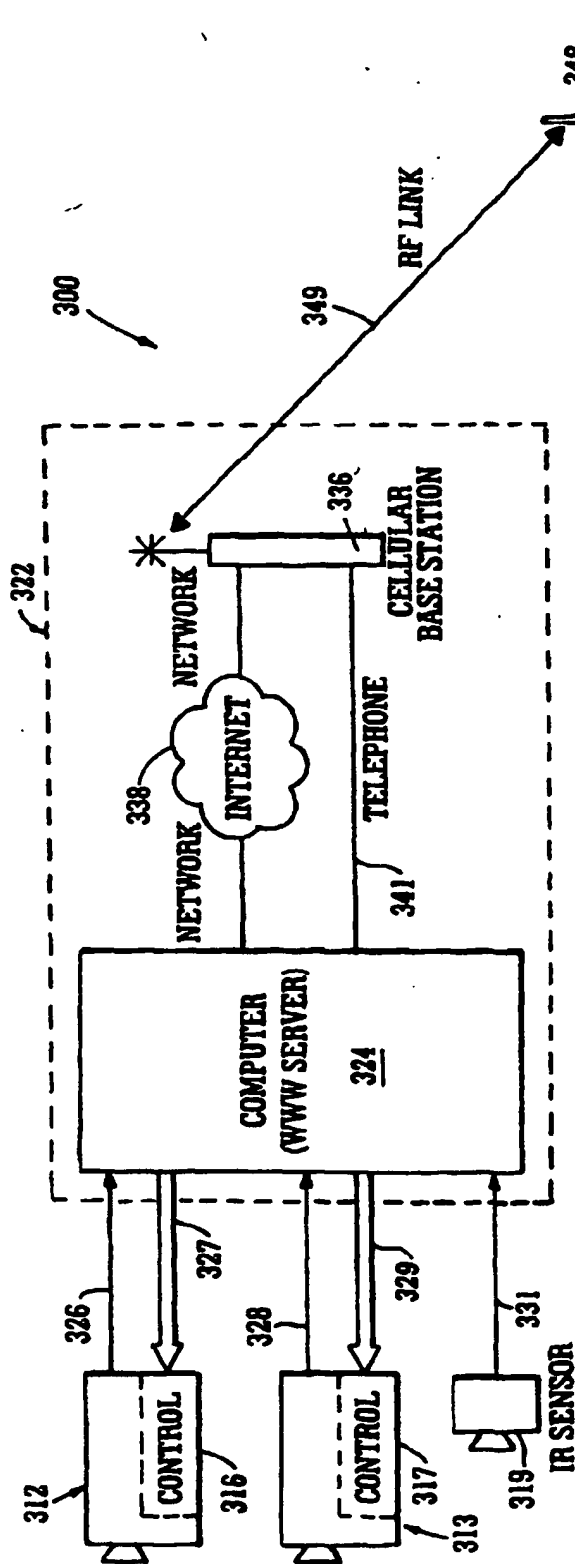 300
322
NETWORK
338
INTERNET
NETWORK
336
CELLULAR
BASE STATION
RF LINK
349
348
TELEPHONE
341
COMPUTER
(WWW SERVER)
324
326
327
328
329
331
312
CONTROL
316
CONTROL
317
313
319
IR SENSOR